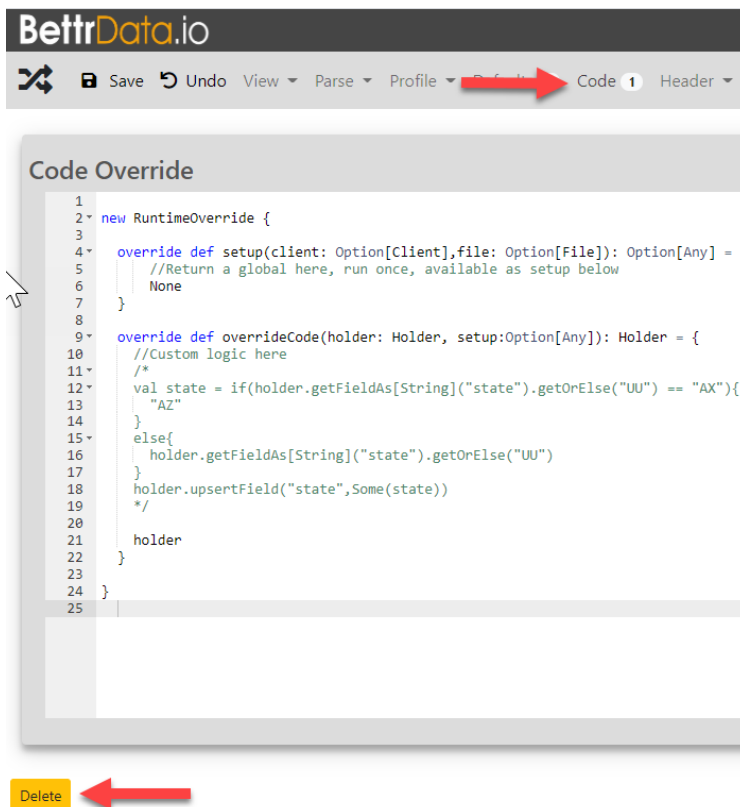 BettrData.io
Save Undo View Parse Profile Code 1 Header
Code Override
1
2 new RuntimeOverride {
3
4   override def setup(client: Option[Client],file: Option[File]): Option[Any] =
5       //Return a global here, run once, available as setup below
6       None
7   }
8
9   override def overrideCode(holder: Holder, setup:Option[Any]): Holder = {
10     //Custom logic here
11     /*
12     val state = if(holder.getFieldAs[String]("state").getOrElse("UU") == "AX"){
13       "AZ"
14     }
15     else{
16       holder.getFieldAs[String]("state").getOrElse("UU")
17     }
18     holder.upsertField("state",Some(state))
19     */
20
21     holder
22   }
23
24 }
25
Delete